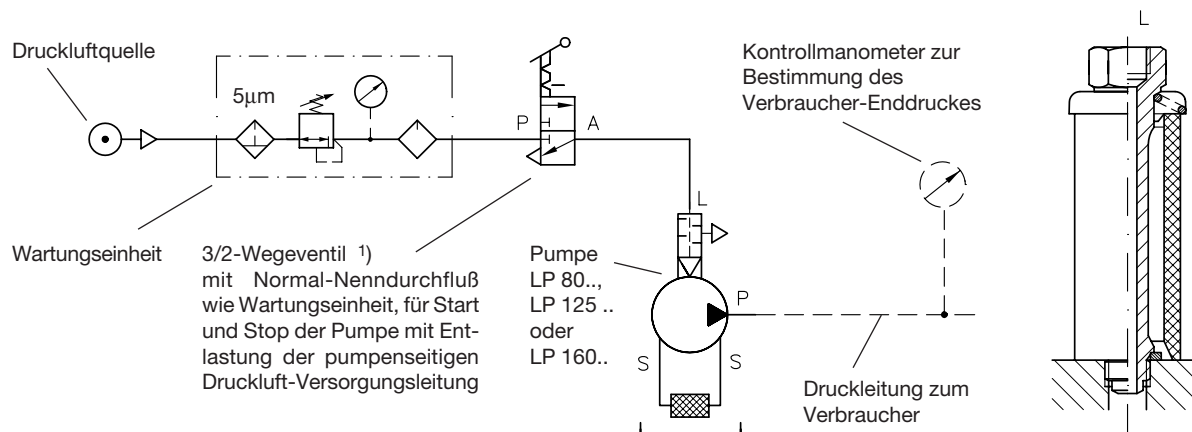 Druckluftquelle
5µm
P
A
Kontrollmanometer zur
Bestimmung des
Verbraucher-Enddruckes
L
Wartungseinheit
3/2-Wegeventil 1)
mit Normal-Nenndurchfluß
wie Wartungseinheit, für Start
und Stop der Pumpe mit Ent-
lastung der pumpenseitigen
Druckluft-Versorgungsleitung
L
Pumpe
LP 80..,
LP 125 ..
oder
LP 160..
P
S
S
Druckleitung zum
Verbraucher